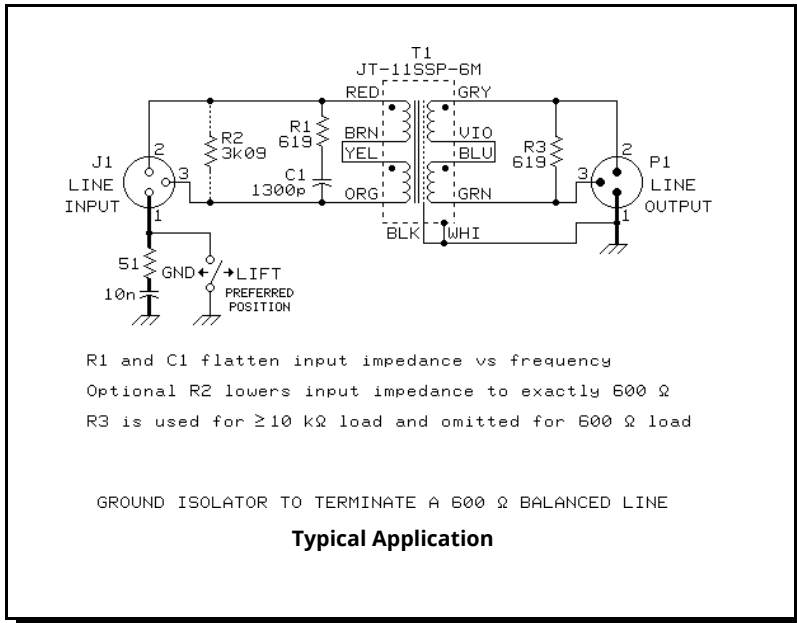 T1
JT-11SSP-6M
RED
GRY
R2
3k09
R1
619
BRN
VIO
YEL
BLU
R3
619
J1
LINE
INPUT
2
3
1
C1
1300p
ORG
GRN
P1
LINE
OUTPUT
2
3
1
BLK
WHI
51
10n
GND
LIFT
PREFERRED
POSITION
R1 and C1 flatten input impedance vs frequency
Optional R2 lowers input impedance to exactly 600 Ω
R3 is used for ≥10 kΩ load and omitted for 600 Ω load
GROUND ISOLATOR TO TERMINATE A 600 Ω BALANCED LINE
Typical Application